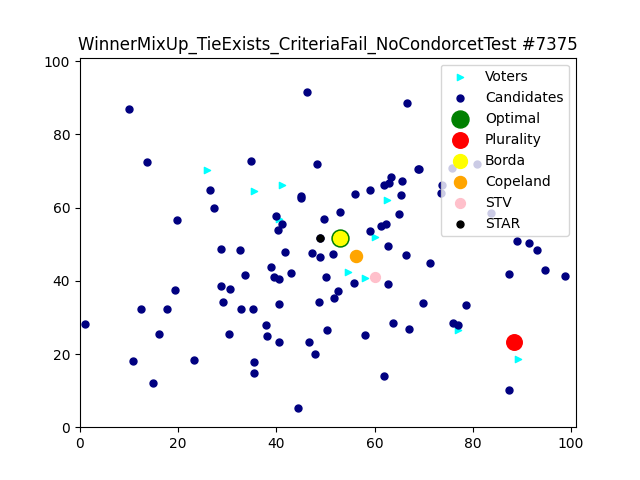 WinnerMixUp_TieExists_CriteriaFail_NoCondorcetTest #7375
100
80
60
40
20
0
0 20 40 60 80 100
Voters
Candidates
Optimal
Plurality
Borda
Copeland
STV
STAR